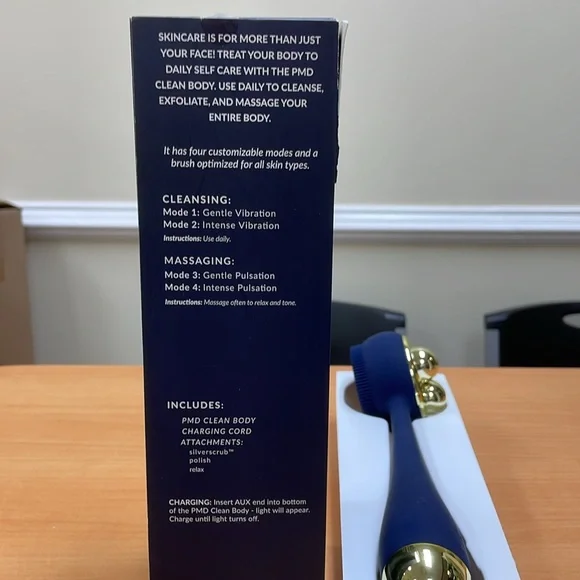 SKINCARE IS FOR MORE THAN JUST
YOUR FACE! TREAT YOUR BODY TO
DAILY SELF CARE WITH THE PMD
CLEAN BODY. USE DAILY TO CLEANSE,
EXFOLIATE, AND MASSAGE YOUR
ENTIRE BODY.
It has four customizable modes and a
brush optimized for all skin types.
CLEANSING:
Mode 1: Gentle Vibration
Mode 2: Intense Vibration
Instructions: Use daily.
MASSAGING:
Mode 3: Gentle Pulsation
Mode 4: Intense Pulsation
Instructions: Massage often to relax and tone.
INCLUDES:
PMD CLEAN BODY
CHARGING CORD
ATTACHMENTS:
silverscrub™
polish
relax
CHARGING: Insert AUX end into bottom
of the PMD Clean Body - light will appear.
Charge until light turns off.